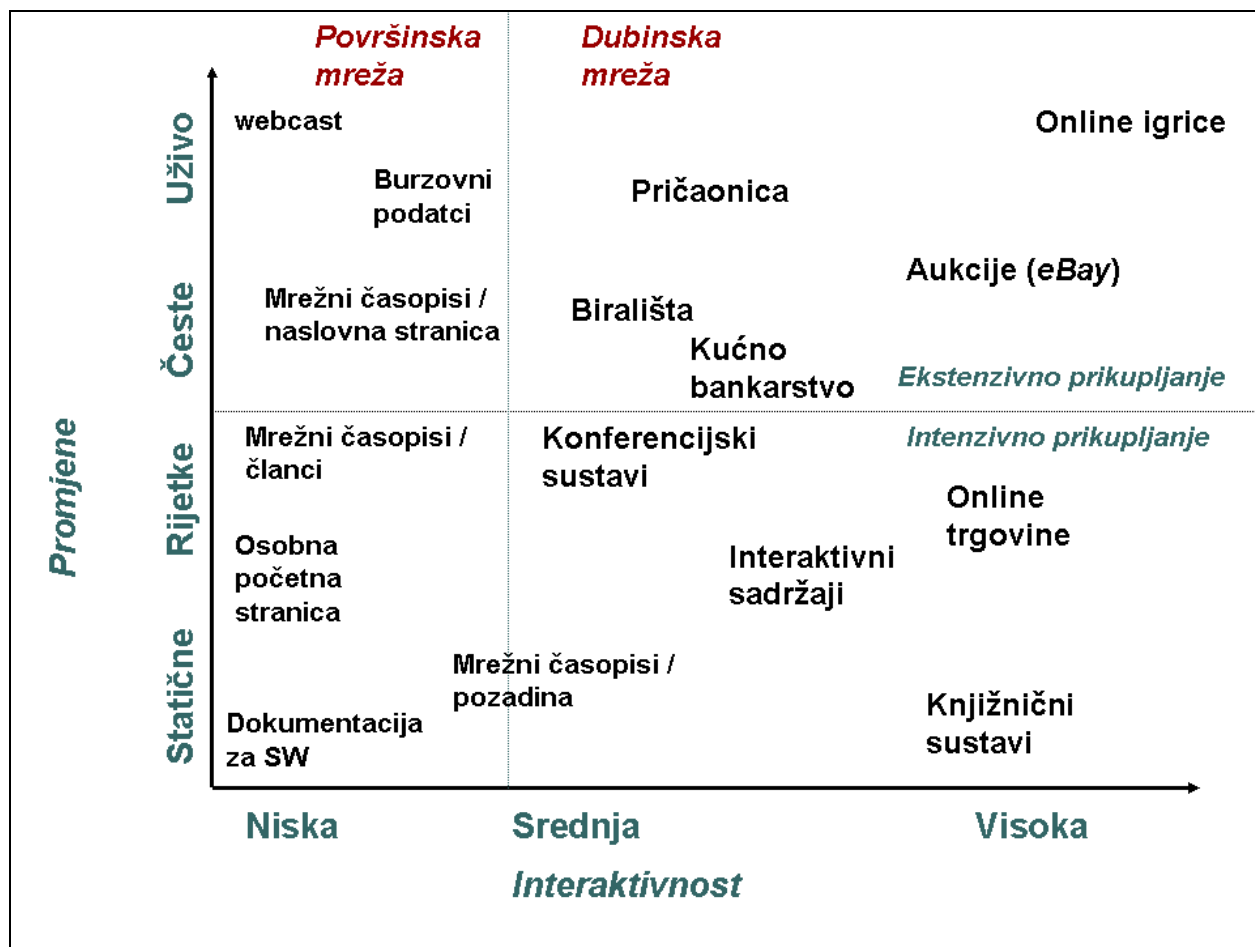 Površinska
mreža
Dubinska
mreža
Uživo
webcast
Online igrice
Burzovni
podatci
Pričaonica
Aukcije (eBay)
Česte
Mrežni časopisi /
naslovna stranica
Birališta
Kućno
bankarstvo
Ekstenzivno prikupljanje
Promjene
Rijetke
Mrežni časopisi /
članci
Konferencijski
sustavi
Intenzivno prikupljanje
Online
trgovine
Osobna
početna
stranica
Interaktivni
sadržaji
Statične
Mrežni časopisi /
pozadina
Dokumentacija
za SW
Knjižnični
sustavi
Niska
Srednja
Visoka
Interaktivnost